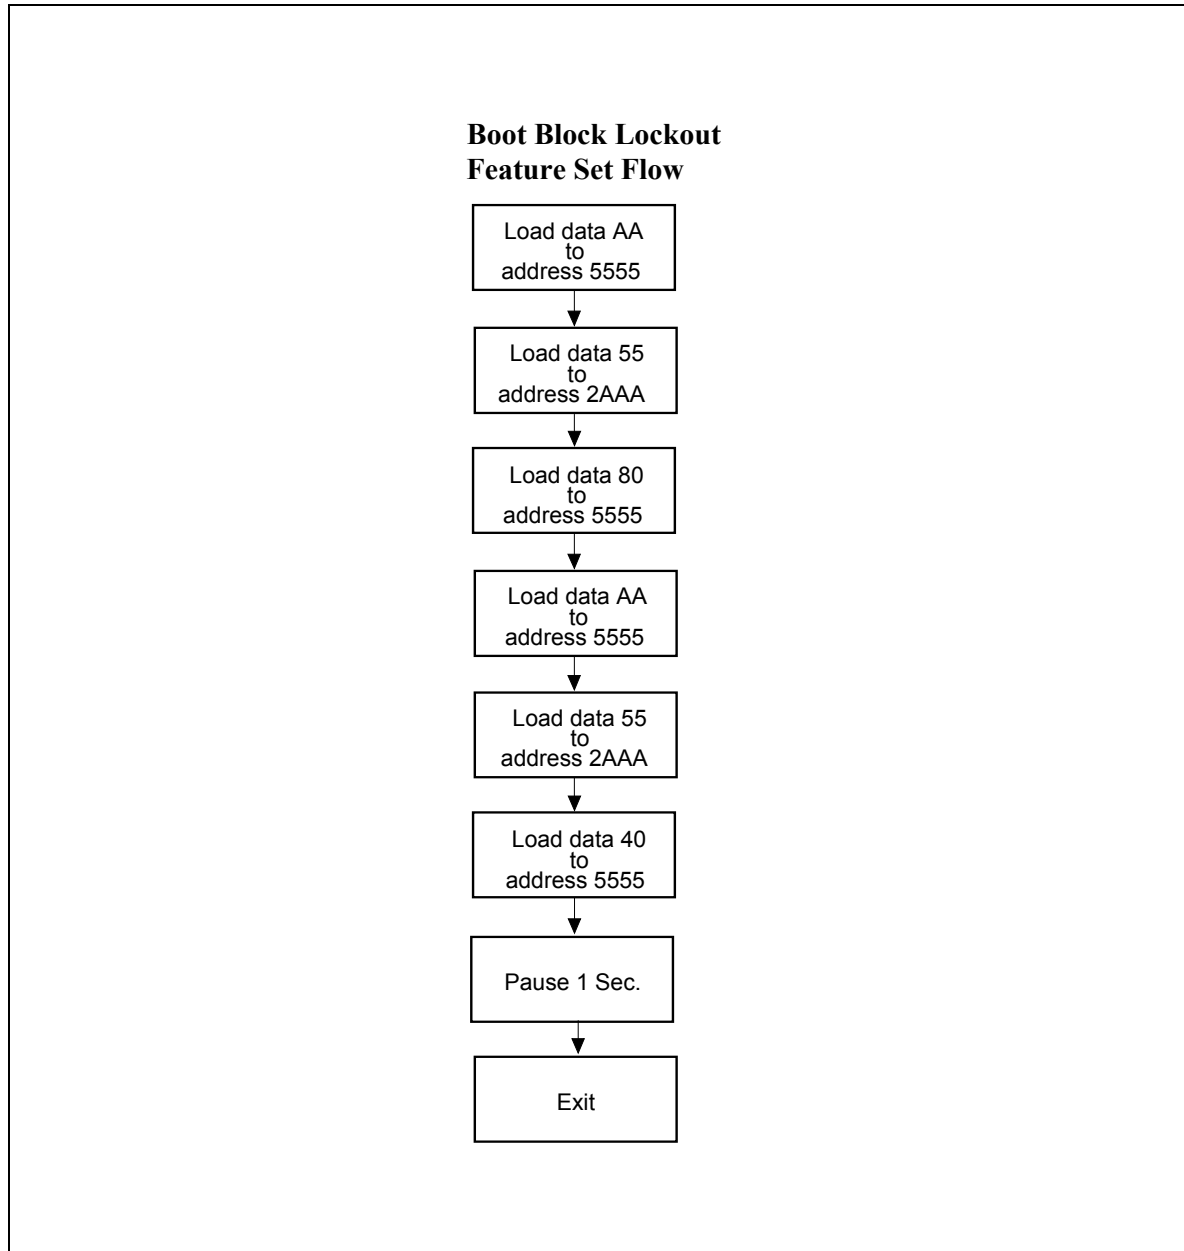 Boot Block Lockout
Feature Set Flow
Load data AA
to
address 5555
Load data 55
to
address 2AAA
Load data 80
to
address 5555
Load data AA
to
address 5555
Load data 55
to
address 2AAA
Load data 40
to
address 5555
Pause 1 Sec.
Exit